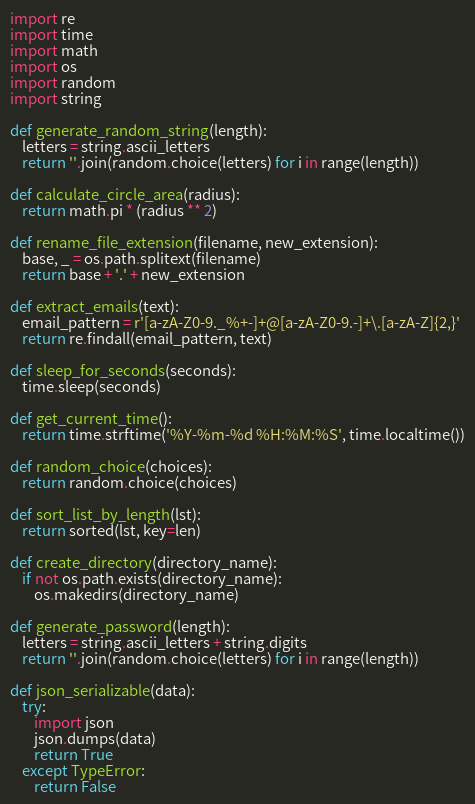 import re
import time
import math
import os
import random
import string

def generate_random_string(length):
    letters = string.ascii_letters
    return ''.join(random.choice(letters) for i in range(length))

def calculate_circle_area(radius):
    return math.pi * (radius ** 2)

def rename_file_extension(filename, new_extension):
    base, _ = os.path.splitext(filename)
    return base + '.' + new_extension

def extract_emails(text):
    email_pattern = r'[a-zA-Z0-9._%+-]+@[a-zA-Z0-9.-]+\.[a-zA-Z]{2,}'
    return re.findall(email_pattern, text)

def sleep_for_seconds(seconds):
    time.sleep(seconds)

def get_current_time():
    return time.strftime('%Y-%m-%d %H:%M:%S', time.localtime())

def random_choice(choices):
    return random.choice(choices)

def sort_list_by_length(lst):
    return sorted(lst, key=len)

def create_directory(directory_name):
    if not os.path.exists(directory_name):
        os.makedirs(directory_name)

def generate_password(length):
    letters = string.ascii_letters + string.digits
    return ''.join(random.choice(letters) for i in range(length))

def json_serializable(data):
    try:
        import json
        json.dumps(data)
        return True
    except TypeError:
        return False